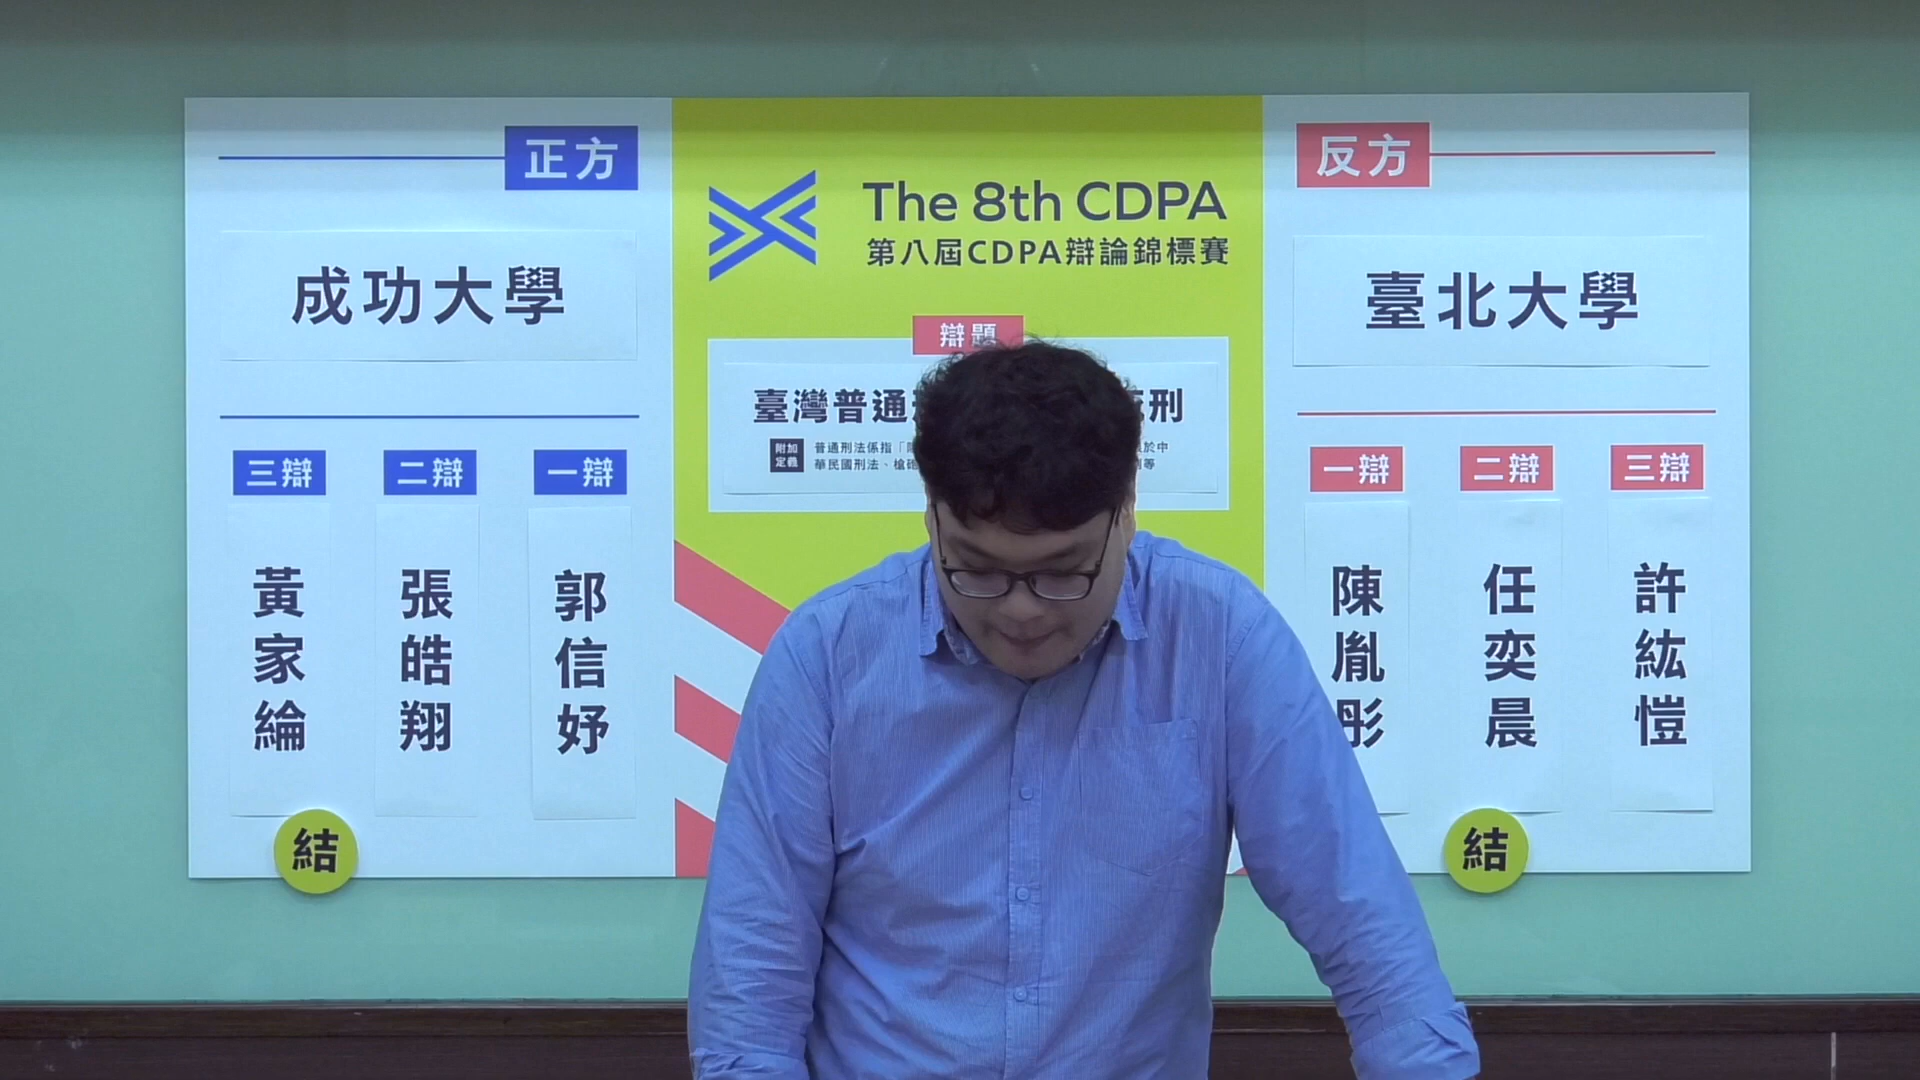 正方
成功大學
三辯
二辯
一辯
黃家綸
張皓翔
郭信妤
結
The 8th CDPA
第八屆CDPA辯論錦標賽
辯題
臺灣普通
刑
附加
定義
普通刑法係指「
於中
華民國刑法、槍砲
等
反方
臺北大學
一辯
二辯
三辯
陳胤彤
任奕晨
許紘愷
結